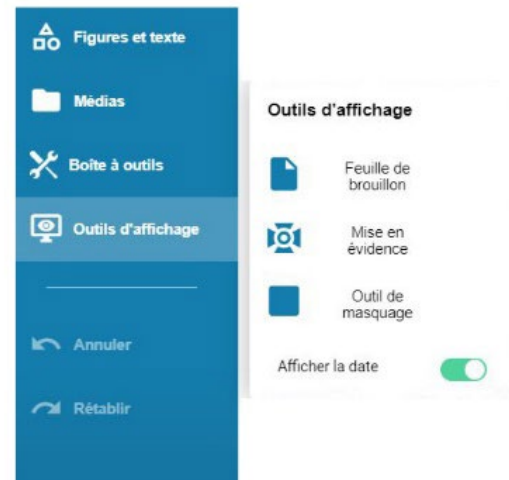 Figures et texte
Médias
Boîte à outils
Outils d'affichage
Annuler
Rétablir
Outils d'affichage
Feuille de
brouillon
Mise en
évidence
Outil de
masquage
Afficher la date